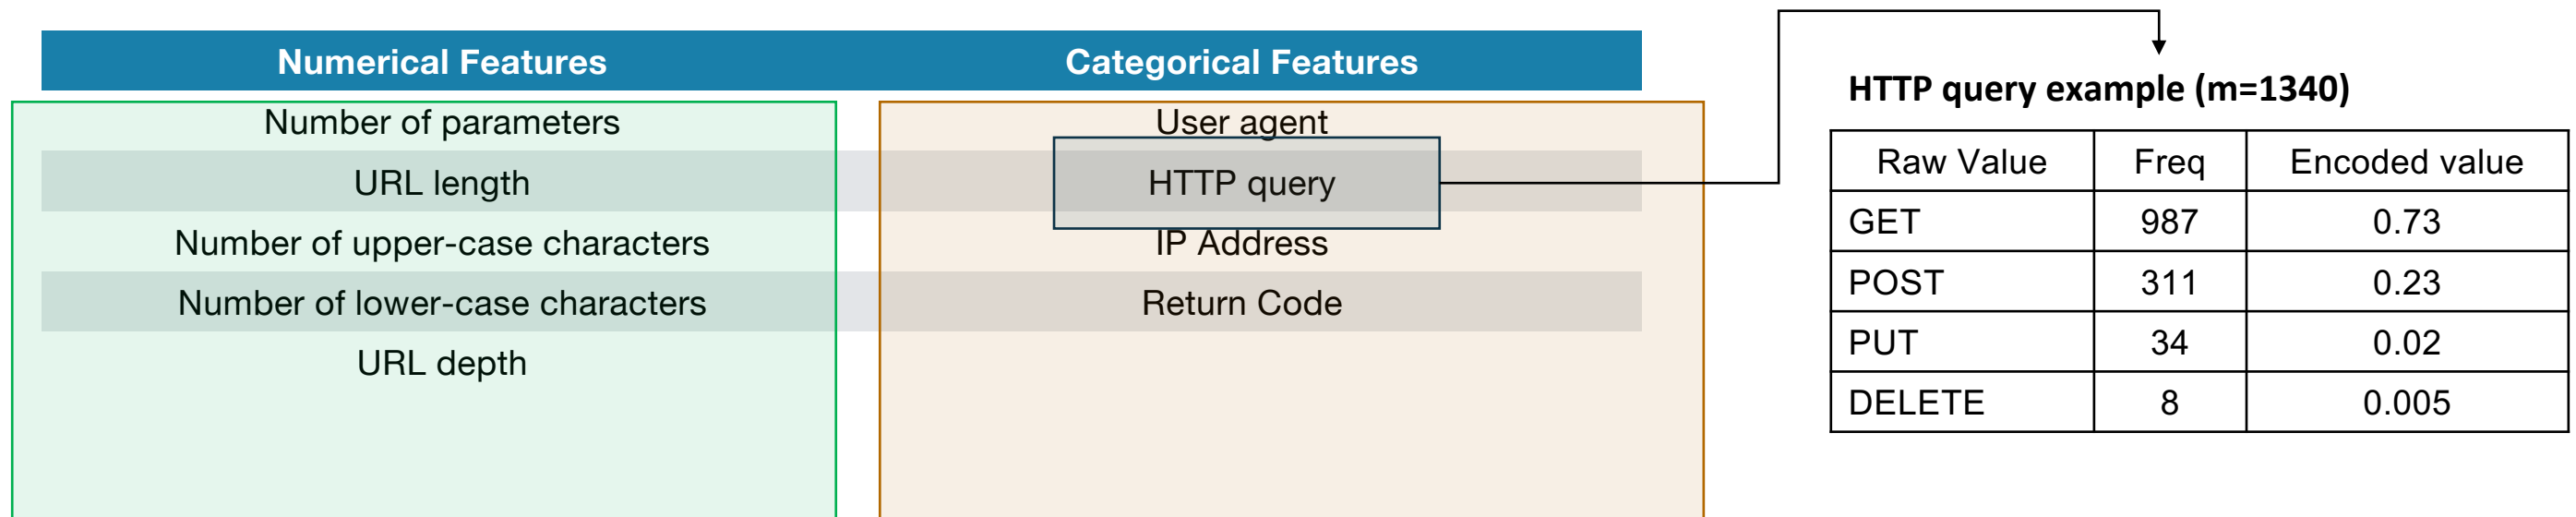 Numerical Features Categorical Features
Number of parameters User agent
URL length HTTP query
Number of upper-case characters IP Address
Number of lower-case characters Return Code
URL depth
HTTP query example (m=1340)
Raw Value Freq Encoded value
GET 987 0.73
POST 311 0.23
PUT 34 0.02
DELETE 8 0.005